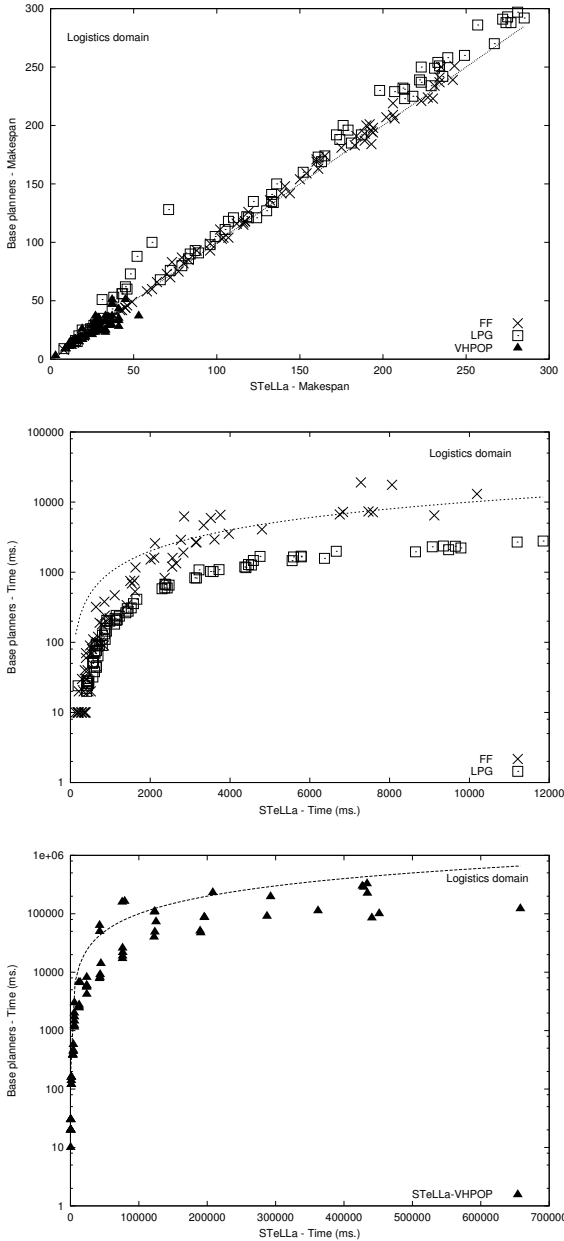 300
250
200
150
100
50
0
Base planners - Makespan
Logistics domain
FF
LPG
VHPOP
0 50 100 150 200 250 300
STeLLa - Makespan
100000
10000
1000
100
10
1
Base planners - Time (ms.)
Logistics domain
FF
LPG
0 2000 4000 6000 8000 10000 12000
STeLLa - Time (ms.)
1e+06
100000
10000
1000
100
10
1
Base planners - Time (ms.)
Logistics domain
STeLLa-VHPOP
0 100000 200000 300000 400000 500000 600000 700000
STeLLa - Time (ms.)